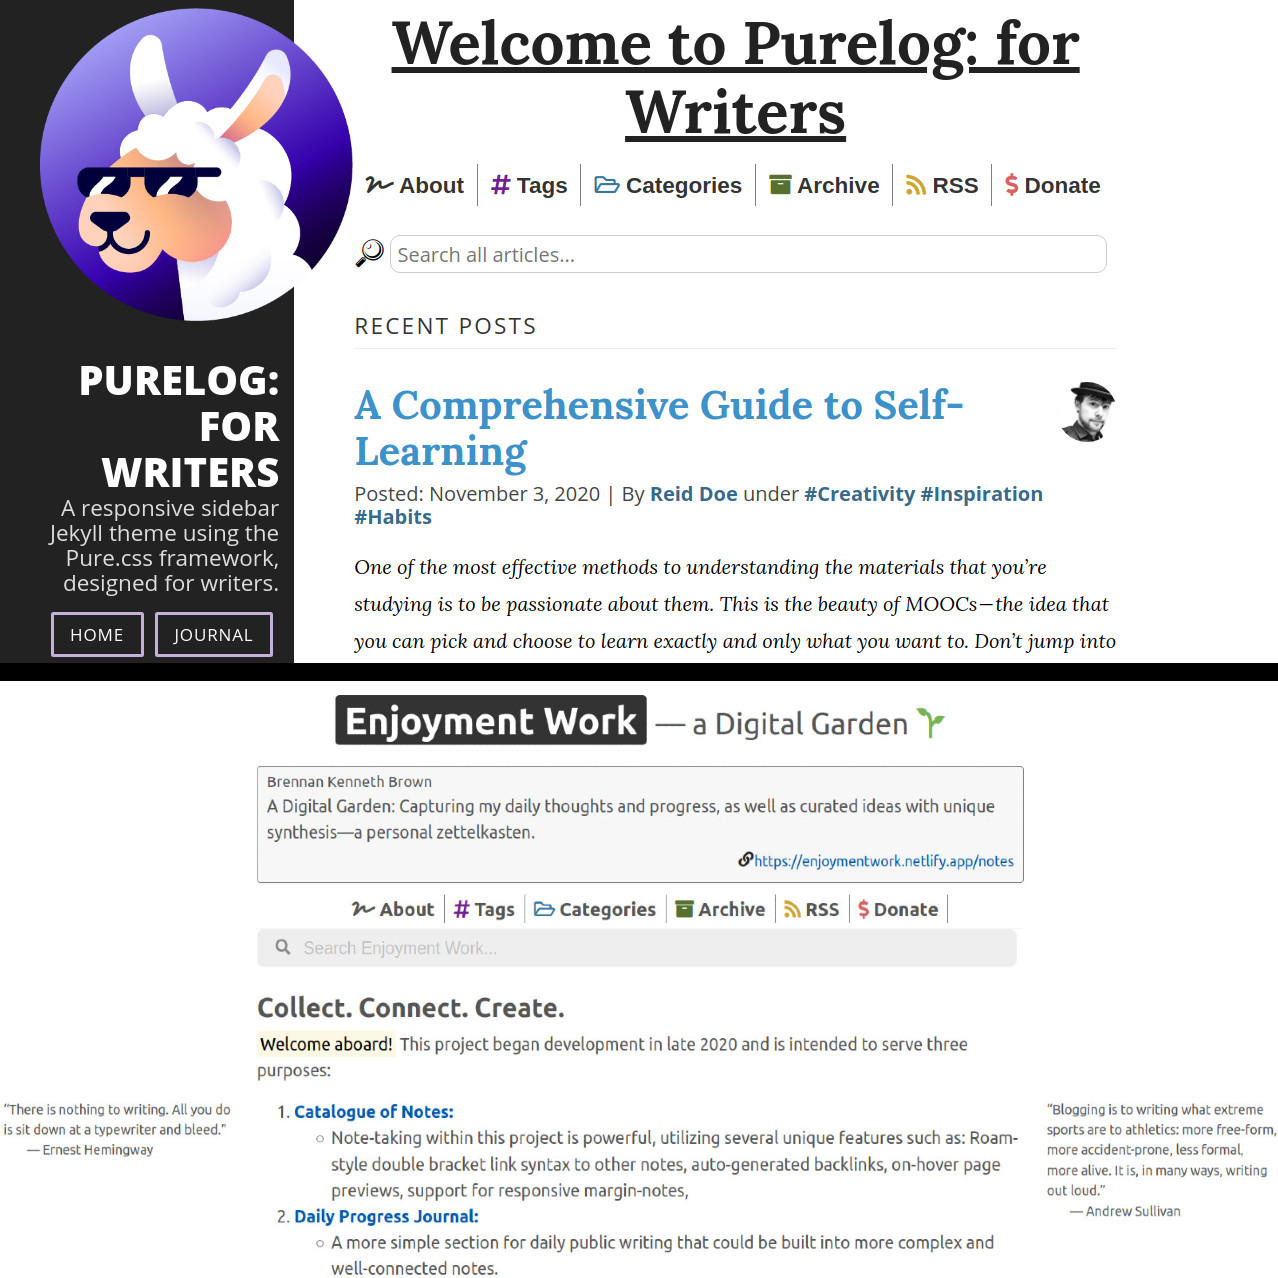 Welcome to Purelog: for
Writers
About
Tags
Categories
Archive
RSS
Donate
Search all articles...
RECENT POSTS
A Comprehensive Guide to Self-
Learning
Posted: November 3, 2020 | By Reid Doe under #Creativity #Inspiration
#Habits
One of the most effective methods to understanding the materials that you’re
studying is to be passionate about them. This is the beauty of MOOCs—the idea that
you can pick and choose to learn exactly and only what you want to. Don’t jump into
PURELOG:
FOR
WRITERS
A responsive sidebar
Jekyll theme using the
Pure.css framework,
designed for writers.
HOME
JOURNAL
Enjoyment Work — a Digital Garden
Brennan Kenneth Brown
A Digital Garden: Capturing my daily thoughts and progress, as well as curated ideas with unique
synthesis—a personal zettelkasten.
https://enjoymentwork.netlify.app/notes
About
Tags
Categories
Archive
RSS
Donate
Search Enjoyment Work...
Collect. Connect. Create.
Welcome aboard! This project began development in late 2020 and is intended to serve three
purposes:
1. Catalogue of Notes:
Note-taking within this project is powerful, utilizing several unique features such as: Roam-
style double bracket link syntax to other notes, auto-generated backlinks, on-hover page
previews, support for responsive margin-notes,
2. Daily Progress Journal:
A more simple section for daily public writing that could be built into more complex and
well-connected notes.
“There is nothing to writing. All you do
is sit down at a typewriter and bleed.”
— Ernest Hemingway
“Blogging is to writing what extreme
sports are to athletics: more free-form,
more accident-prone, less formal,
more alive. It is, in many ways, writing
out loud.”
— Andrew Sullivan